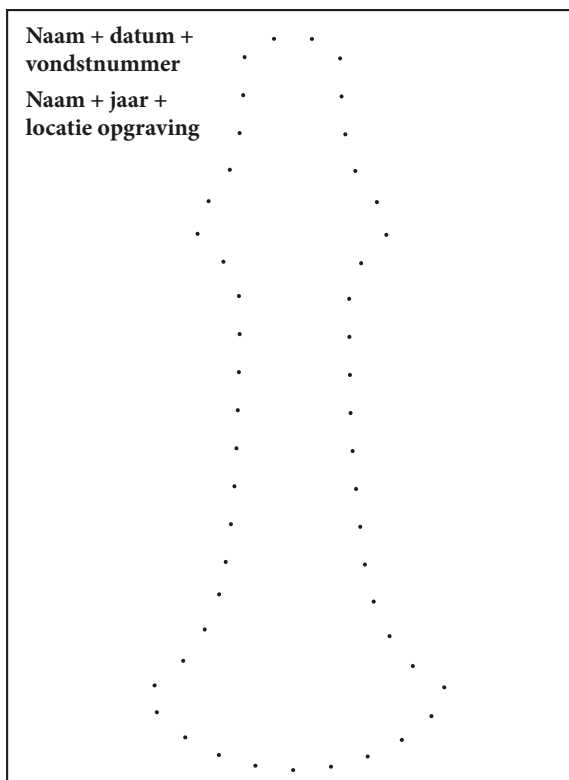 Naam + datum +
vondstnummer
Naam + jaar +
locatie opgraving